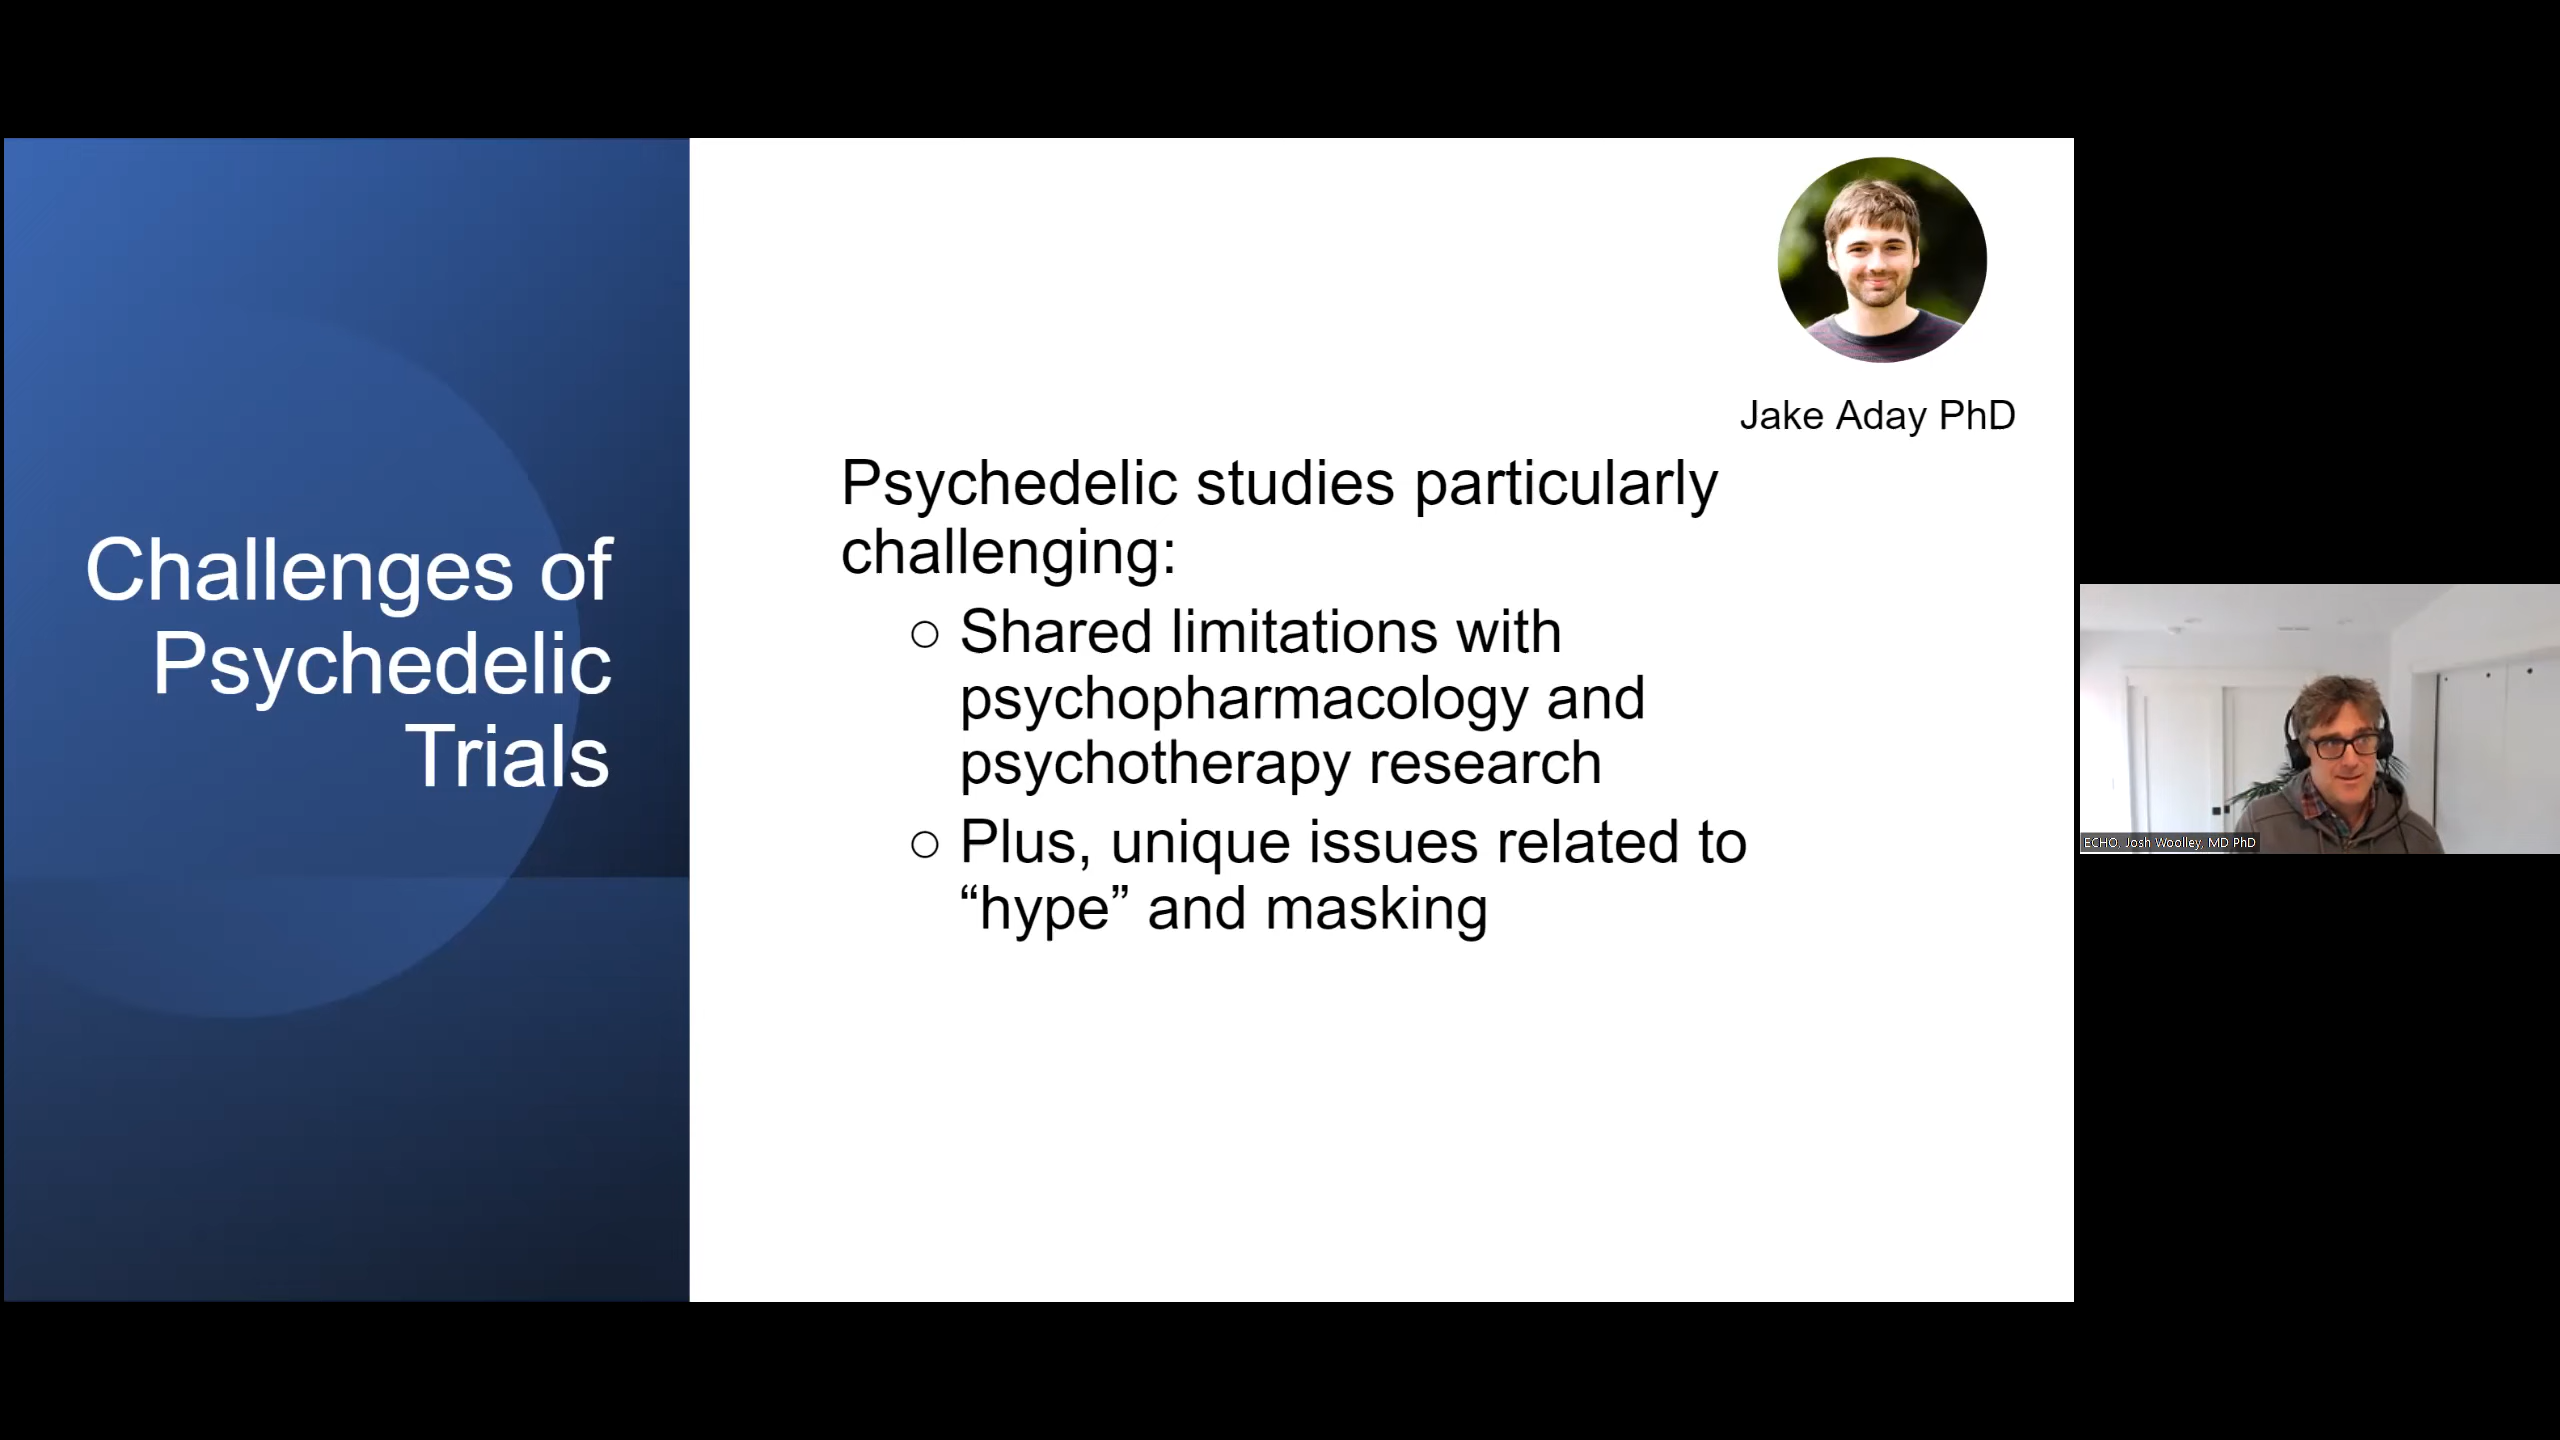 Challenges of
Psychedelic
Trials
Jake Aday PhD
Psychedelic studies particularly
challenging:
○ Shared limitations with
psychopharmacology and
psychotherapy research
○ Plus, unique issues related to
“hype” and masking
ECHO, Josh Woolley, MD PhD